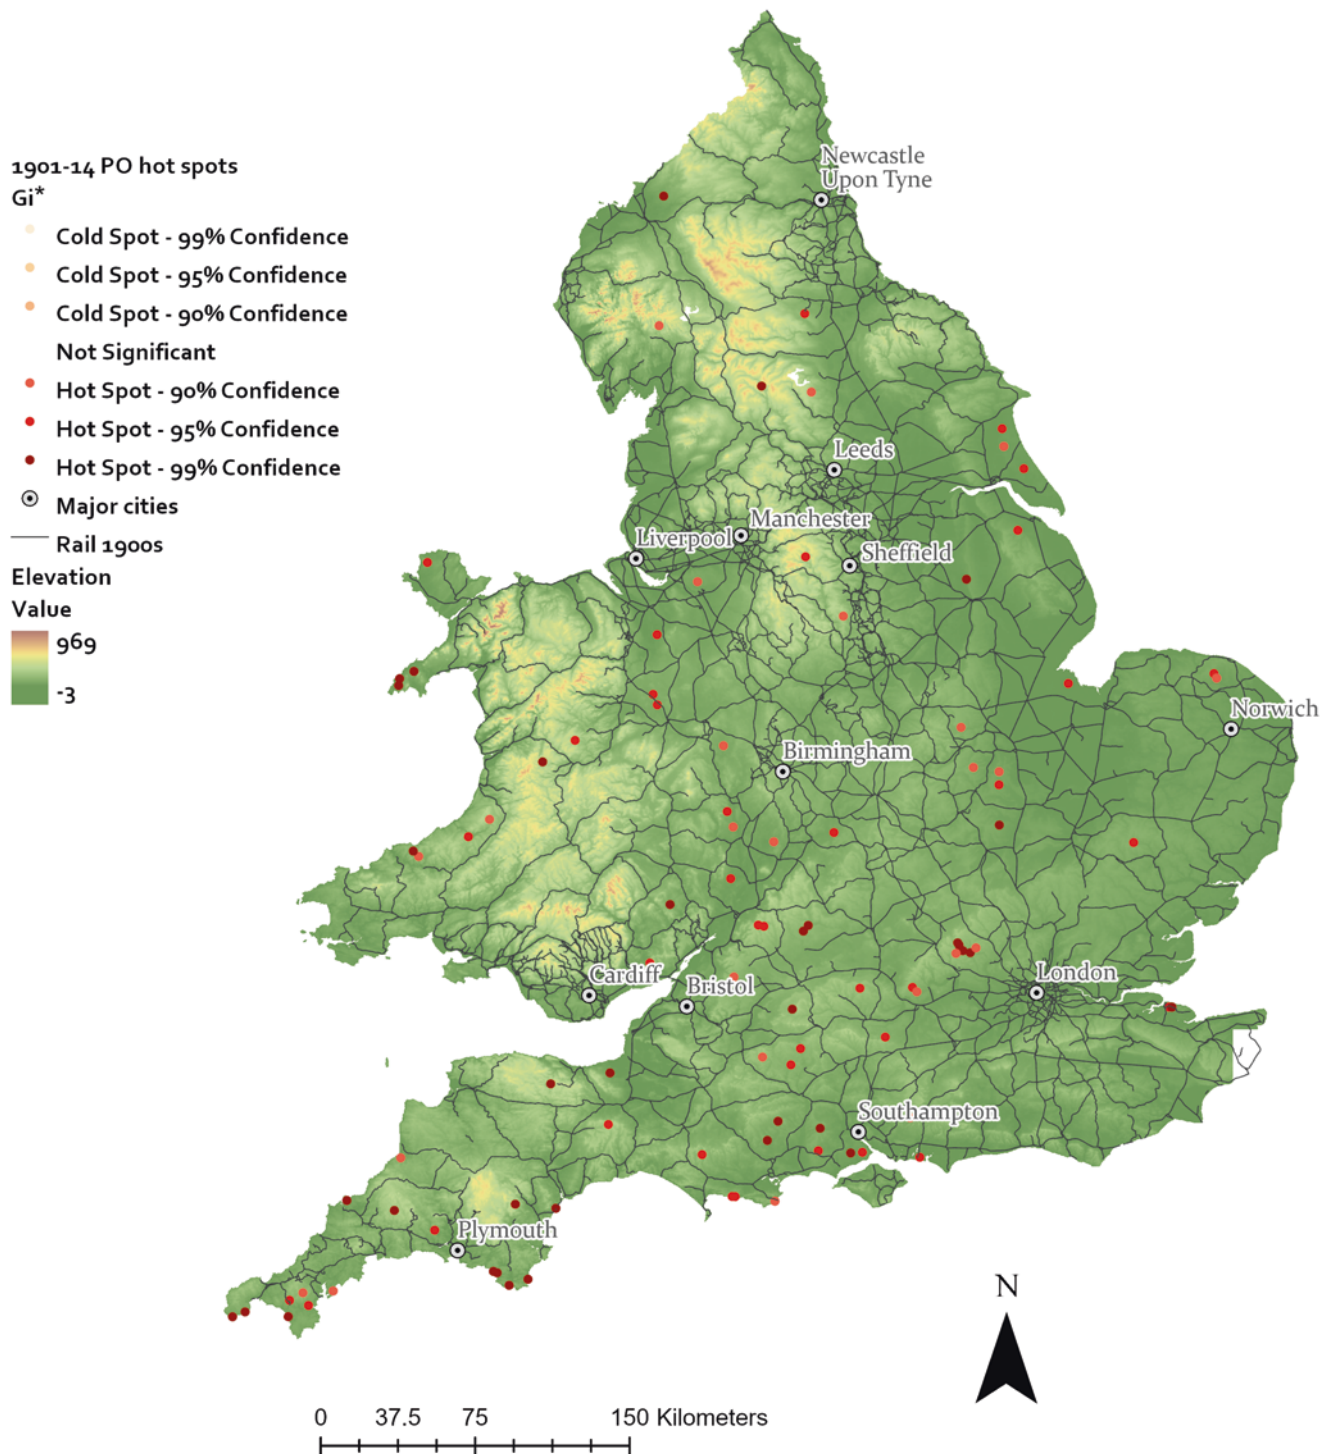 1901-14 PO hot spots
Gi*
Cold Spot - 99% Confidence
Cold Spot - 95% Confidence
Cold Spot - 90% Confidence
Not Significant
Hot Spot - 90% Confidence
Hot Spot - 95% Confidence
Hot Spot - 99% Confidence
Major cities
Rail 1900s
Elevation
Value
969
-3
Newcastle
Upon Tyne
Leeds
Manchester
Liverpool
Sheffield
Norwich
Birmingham
Cardiff
Bristol
London
Southampton
Plymouth
N
0 37.5 75 150 Kilometers